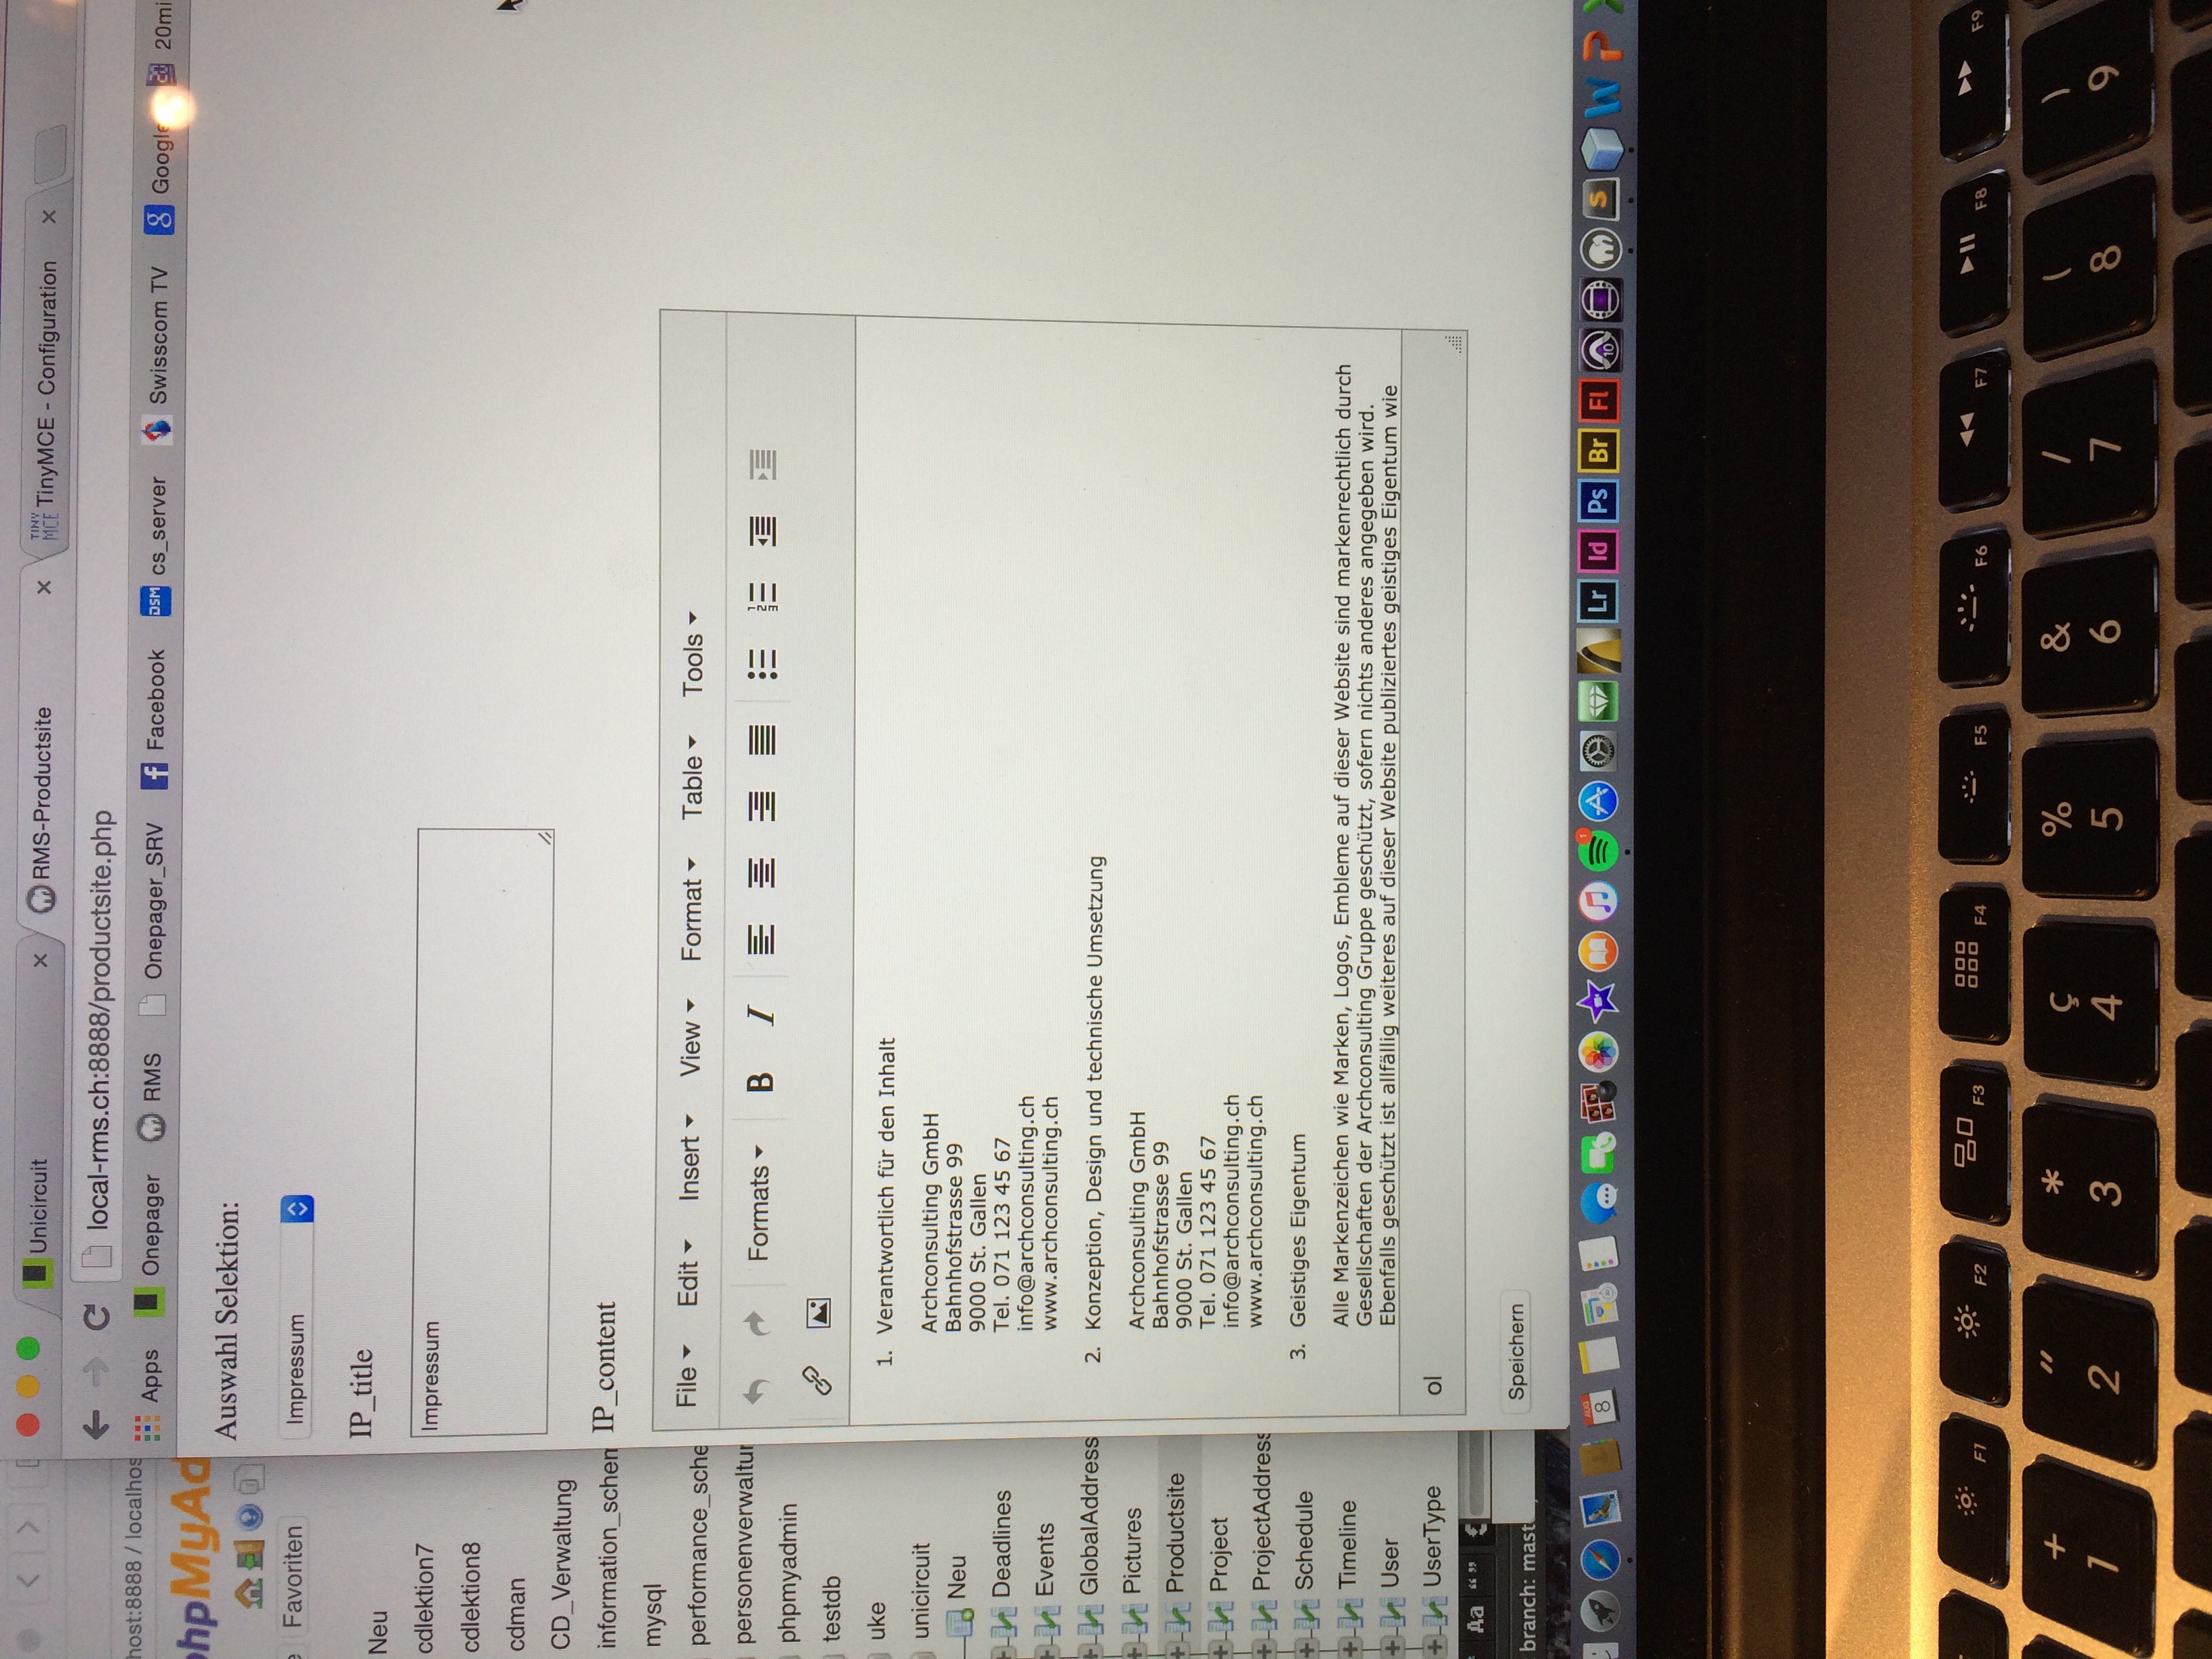 Unicircuit
RMS-Productsite
TINY MCE TinyMCE - Configuration
local-rms.ch:8888/productsite.php
Apps Onepager RMS Onepager_SRV Facebook DSM cs_server Swisscom TV g Google 20mi
host:8888 / localhos
hpMyAd
Favoriten
Neu
cdlektion7
cdlektion8
cdman
CD_Verwaltung
information_schem
mysql
performance_sche
personenverwaltur
phpmyadmin
testdb
uke
unicircuit
Neu
Deadlines
Events
GlobalAddress
Pictures
Productsite
Project
ProjectAddress
Schedule
Timeline
User
UserType
Aa “ ” €
branch: mast
Auswahl Selektion:
Impressum
IP_title
Impressum
IP_content
File Edit Insert View Format Table Tools
Formats B I
1. Verantwortlich für den Inhalt
Archconsulting GmbH
Bahnhofstrasse 99
9000 St. Gallen
Tel. 071 123 45 67
info@archconsulting.ch
www.archconsulting.ch
2. Konzeption, Design und technische Umsetzung
Archconsulting GmbH
Bahnhofstrasse 99
9000 St. Gallen
Tel. 071 123 45 67
info@archconsulting.ch
www.archconsulting.ch
3. Geistiges Eigentum
Alle Markenzeichen wie Marken, Logos, Embleme auf dieser Website sind markenrechtlich durch
Gesellschaften der Archconsulting Gruppe geschützt, sofern nichts anderes angegeben wird.
Ebenfalls geschützt ist allfällig weiteres auf dieser Website publiziertes geistiges Eigentum wie
ol
Speichern
AUG 8 1 Lr Id Ps Br Fl 10 S W P
F1 F2 F3 F4 F5 F6 F7 F8 F9
+ " * ç % & / ( )
1 2 3 4 5 6 7 8 9